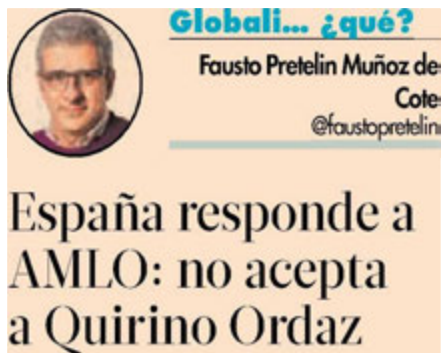 Globali... ¿qué?
Fausto Pretelin Muñoz de
Cote
@faustopretelin
España responde a
AMLO: no acepta
a Quirino Ordaz